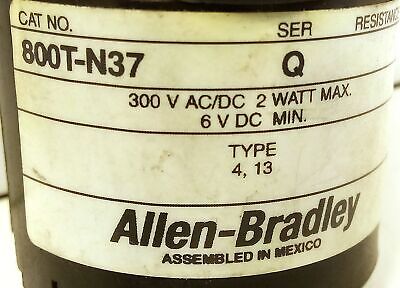 CAT NO. SER RESISTANCE
800T-N37 Q
300 V AC/DC 2 WATT MAX.
6 V DC MIN.
TYPE
4, 13
Allen-Bradley
ASSEMBLED IN MEXICO